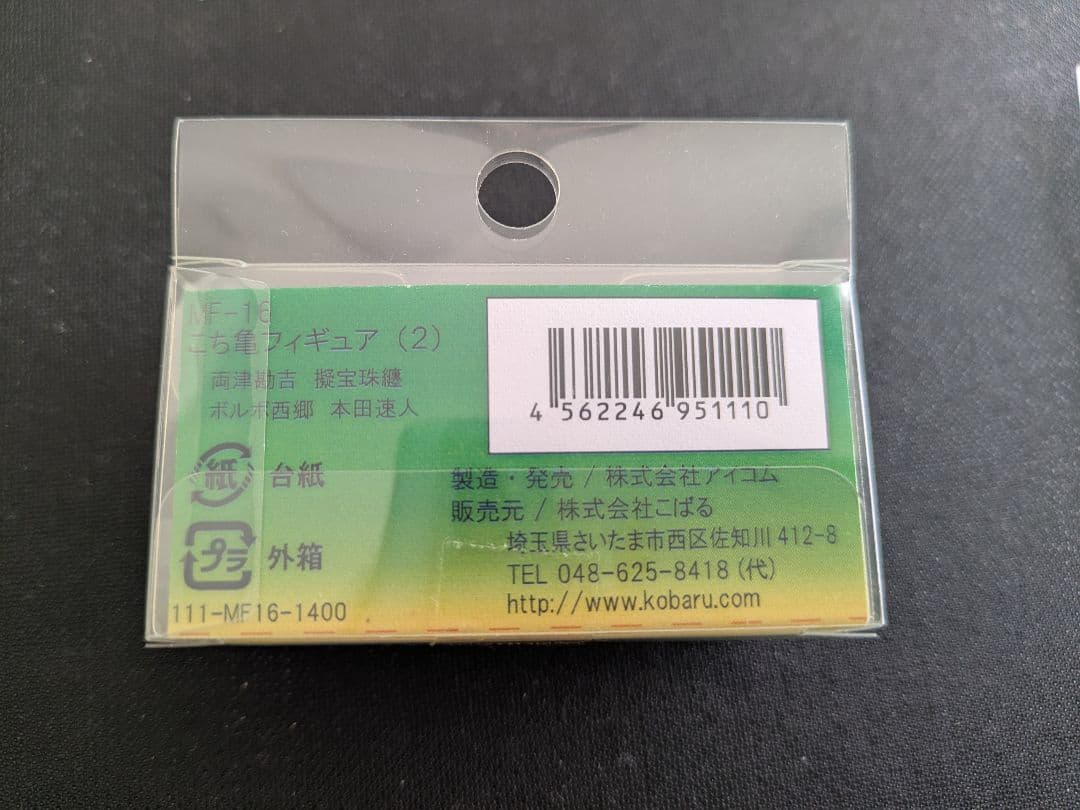 MF-16
こち亀フィギュア（2）
両津勘吉 擬宝珠纏
ボルボ西郷 本田速人
紙 台紙
プラ 外箱
111-MF16-1400
4 562246 951110
製造・発売 / 株式会社アイコム
販売元 / 株式会社こばる
埼玉県さいたま市西区佐知川 412-8
TEL 048-625-8418（代）
http://www.kobaru.com